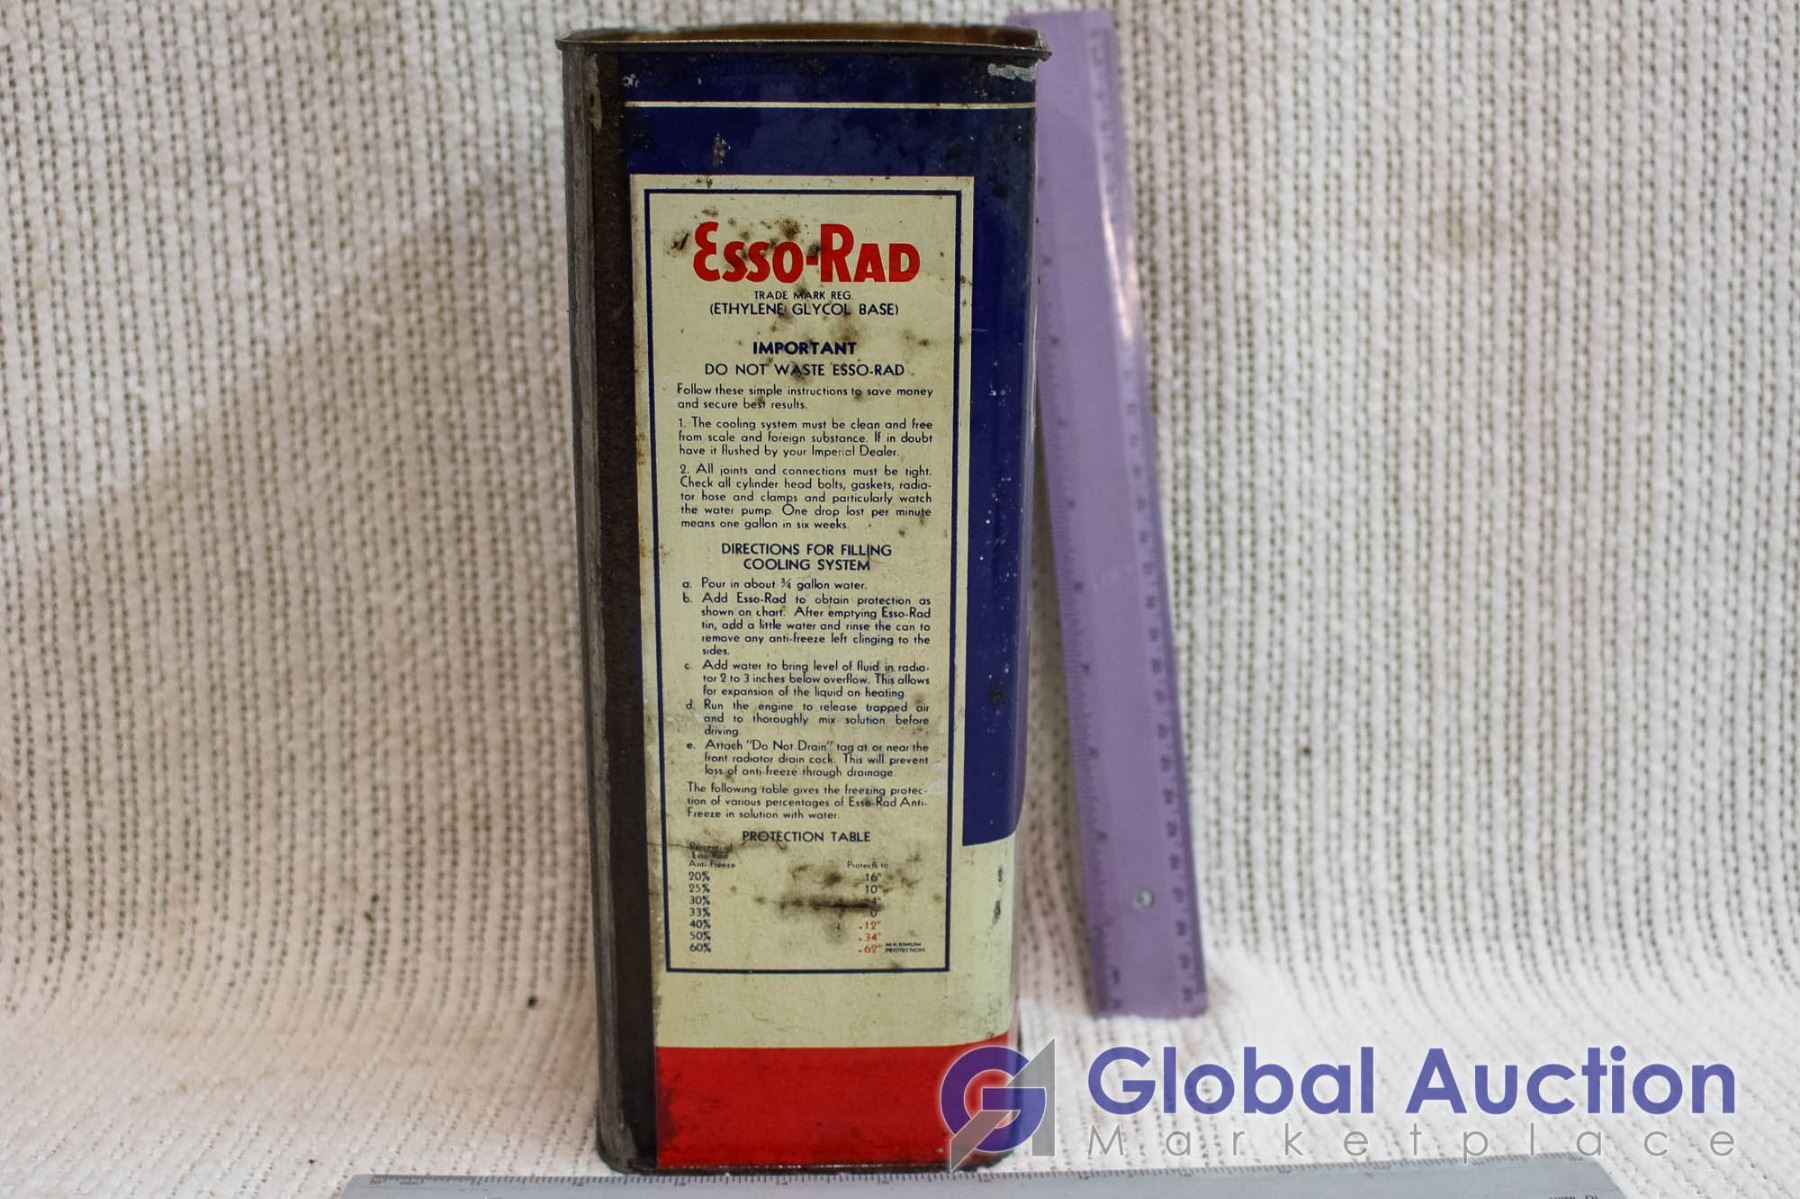 ESSO-RAD
TRADE MARK REG.
(ETHYLENE GLYCOL BASE)
IMPORTANT
DO NOT WASTE ESSO-RAD
Follow these simple instructions to save money
and secure best results.
1. The cooling system must be clean and free
from scale and foreign substance. If in doubt
have it flushed by your Imperial Dealer.
2. All joints and connections must be tight.
Check all cylinder head bolts, gaskets, radia-
tor hose and clamps and particularly watch
the water pump. One drop lost per minute
means one gallon in six weeks.
DIRECTIONS FOR FILLING
COOLING SYSTEM
a. Pour in about ¾ gallon water.
b. Add Esso-Rad to obtain protection as
shown on chart. After emptying Esso-Rad
tin, add a little water and rinse the can to
remove any anti-freeze left clinging to the
sides.
c. Add water to bring level of fluid in radia-
tor 2 to 3 inches below overflow. This allows
for expansion of the liquid on heating.
d. Run the engine to release trapped air
and to thoroughly mix solution before
driving.
e. Attach "Do Not Drain" tag at or near the
front radiator drain cock. This will prevent
loss of anti-freeze through drainage.
The following table gives the freezing protec-
tion of various percentages of Esso-Rad Anti-
Freeze in solution with water.
PROTECTION TABLE
Percent of
Esso-Rad
Anti-Freeze Protects to
20% 16°
25% 10°
30% 4°
33% 0°
40% -12°
50% -34°
60% -62° MAXIMUM PROTECTION
Global Auction
Marketplace